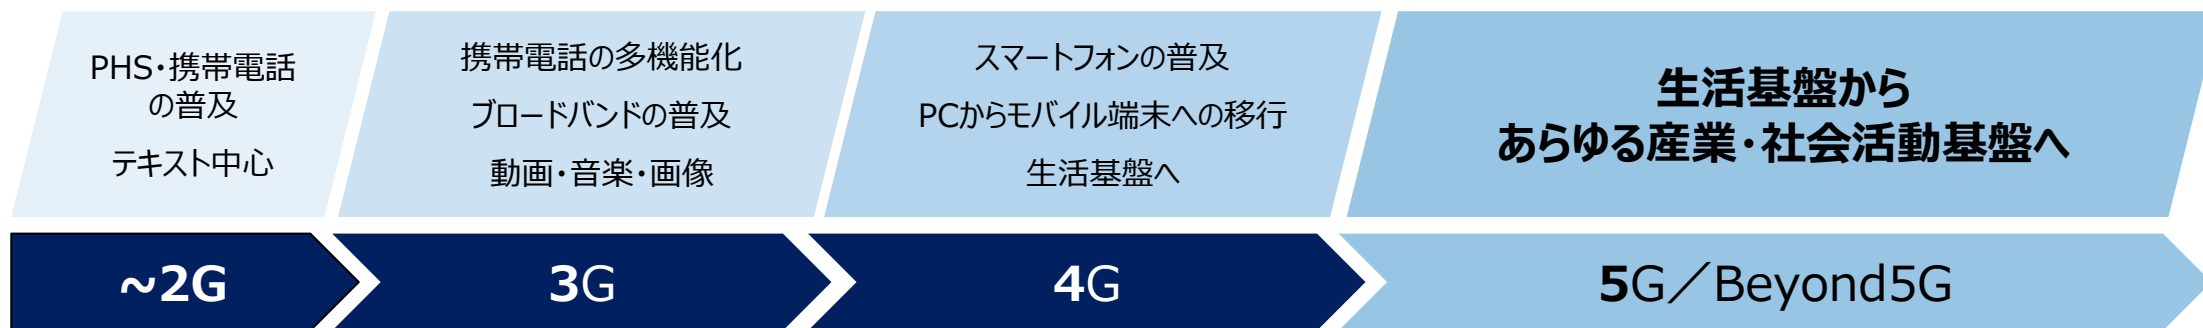 PHS・携帯電話
の普及
テキスト中心
携帯電話の多機能化
ブロードバンドの普及
動画・音楽・画像
スマートフォンの普及
PCからモバイル端末への移行
生活基盤へ
生活基盤から
あらゆる産業・社会活動基盤へ
~2G
3G
4G
5G／Beyond5G